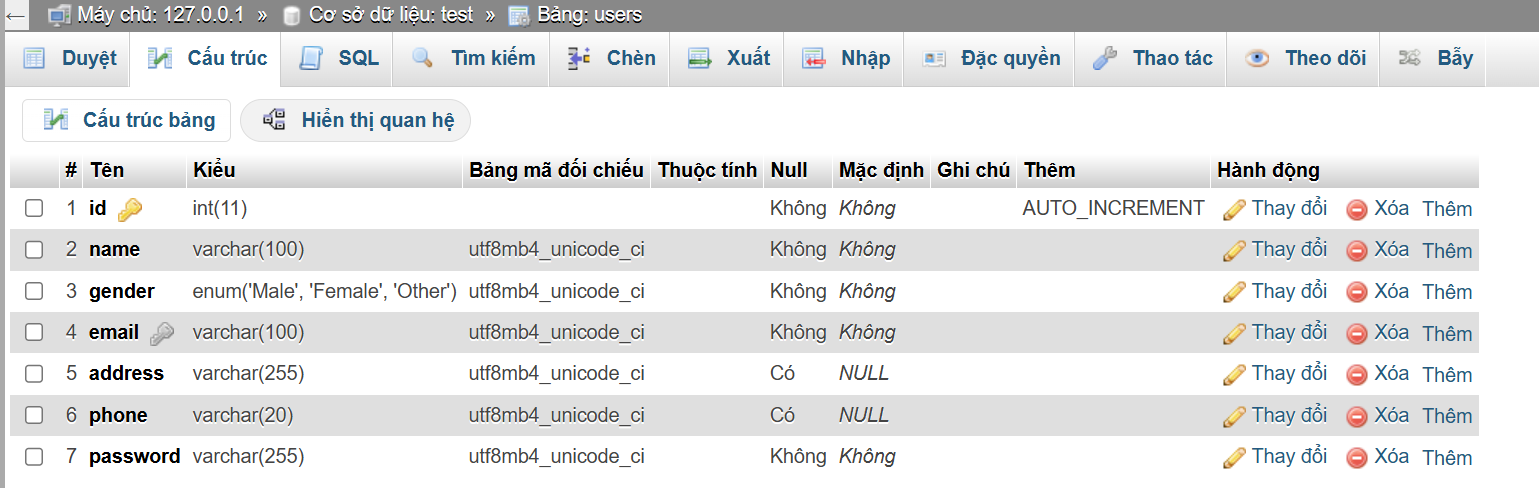 ← Máy chủ: 127.0.0.1 » Cơ sở dữ liệu: test » Bảng: users
Duyệt Cấu trúc SQL Tìm kiếm Chèn Xuất Nhập Đặc quyền Thao tác Theo dõi Bẫy
Cấu trúc bảng Hiển thị quan hệ
# Tên Kiểu Bảng mã đối chiếu Thuộc tính Null Mặc định Ghi chú Thêm Hành động
1 id int(11) Không Không AUTO_INCREMENT Thay đổi Xóa Thêm
2 name varchar(100) utf8mb4_unicode_ci Không Không Thay đổi Xóa Thêm
3 gender enum('Male', 'Female', 'Other') utf8mb4_unicode_ci Không Không Thay đổi Xóa Thêm
4 email varchar(100) utf8mb4_unicode_ci Không Không Thay đổi Xóa Thêm
5 address varchar(255) utf8mb4_unicode_ci Có NULL Thay đổi Xóa Thêm
6 phone varchar(20) utf8mb4_unicode_ci Có NULL Thay đổi Xóa Thêm
7 password varchar(255) utf8mb4_unicode_ci Không Không Thay đổi Xóa Thêm